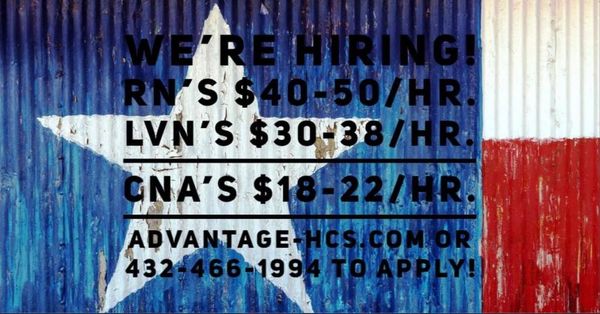 WE'RE HIRING!
RN'S $40-50/HR.
LVN'S $30-38/HR.
CNA'S $18-22/HR.
ADVANTAGE-HCS.COM OR
432-466-1994 TO APPLY!